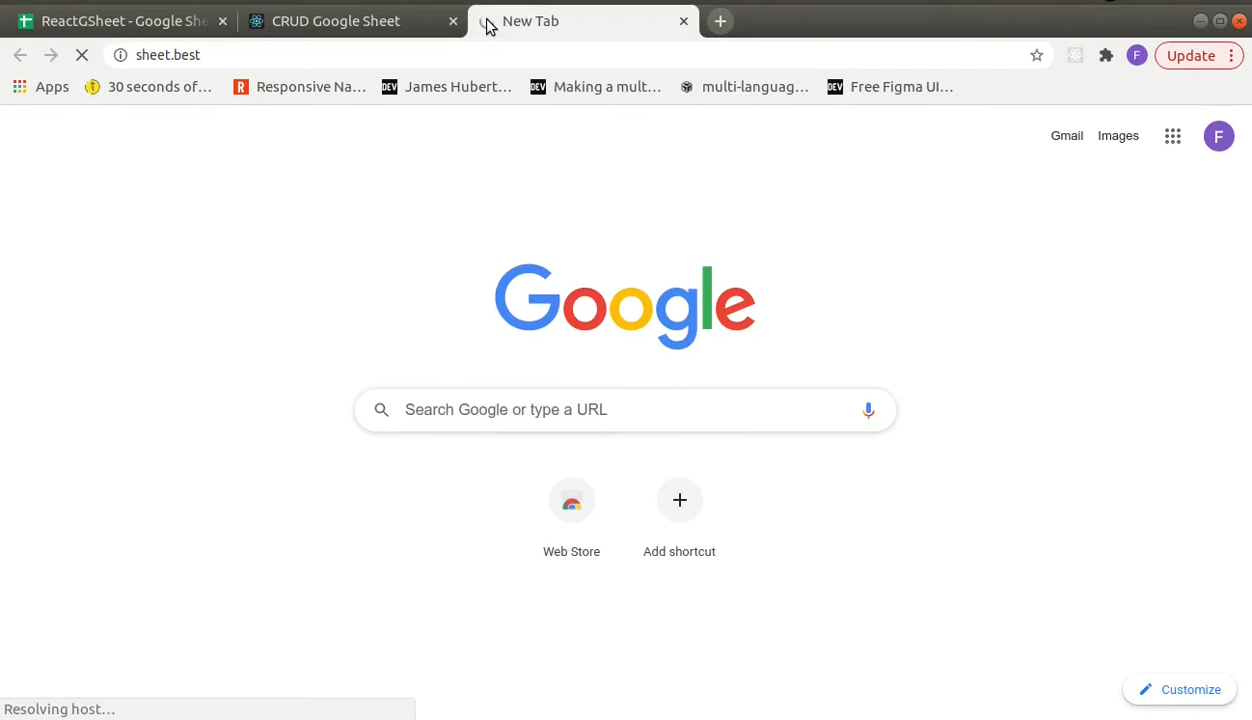 ReactGSheet - Google She
CRUD Google Sheet
New Tab
sheet.best
F
Update
Apps
30 seconds of...
Responsive Na...
James Hubert...
Making a mult...
multi-languag...
Free Figma UI...
Gmail
Images
F
Google
Search Google or type a URL
Web Store
Add shortcut
Customize
Resolving host...